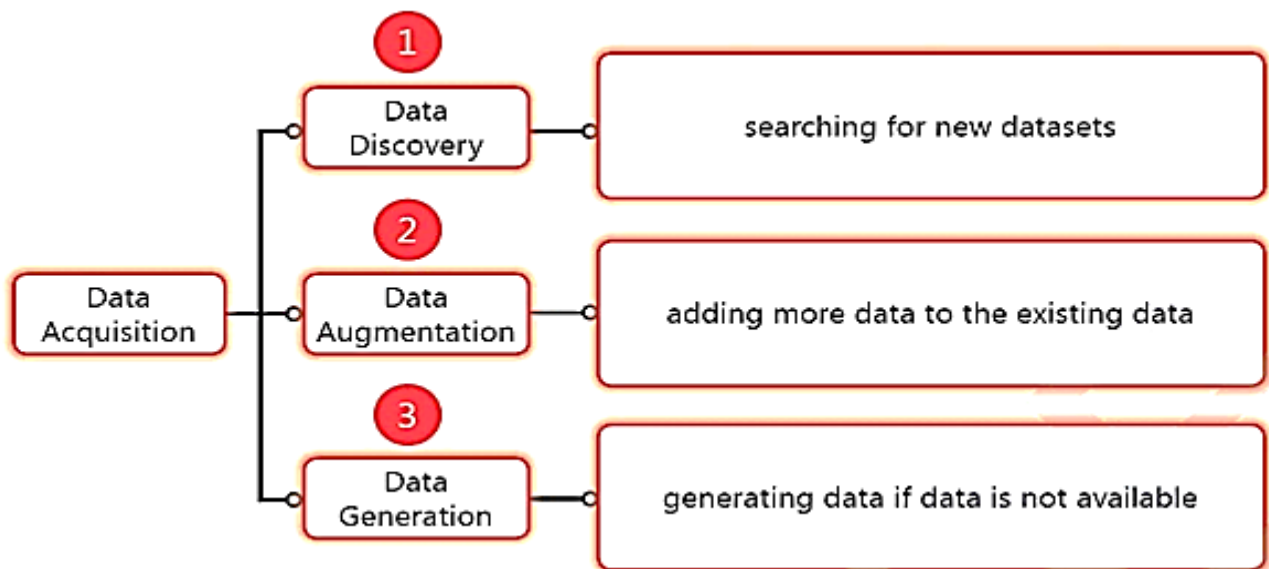 1
Data
Discovery
searching for new datasets
2
Data
Acquisition
Data
Augmentation
adding more data to the existing data
3
Data
Generation
generating data if data is not available